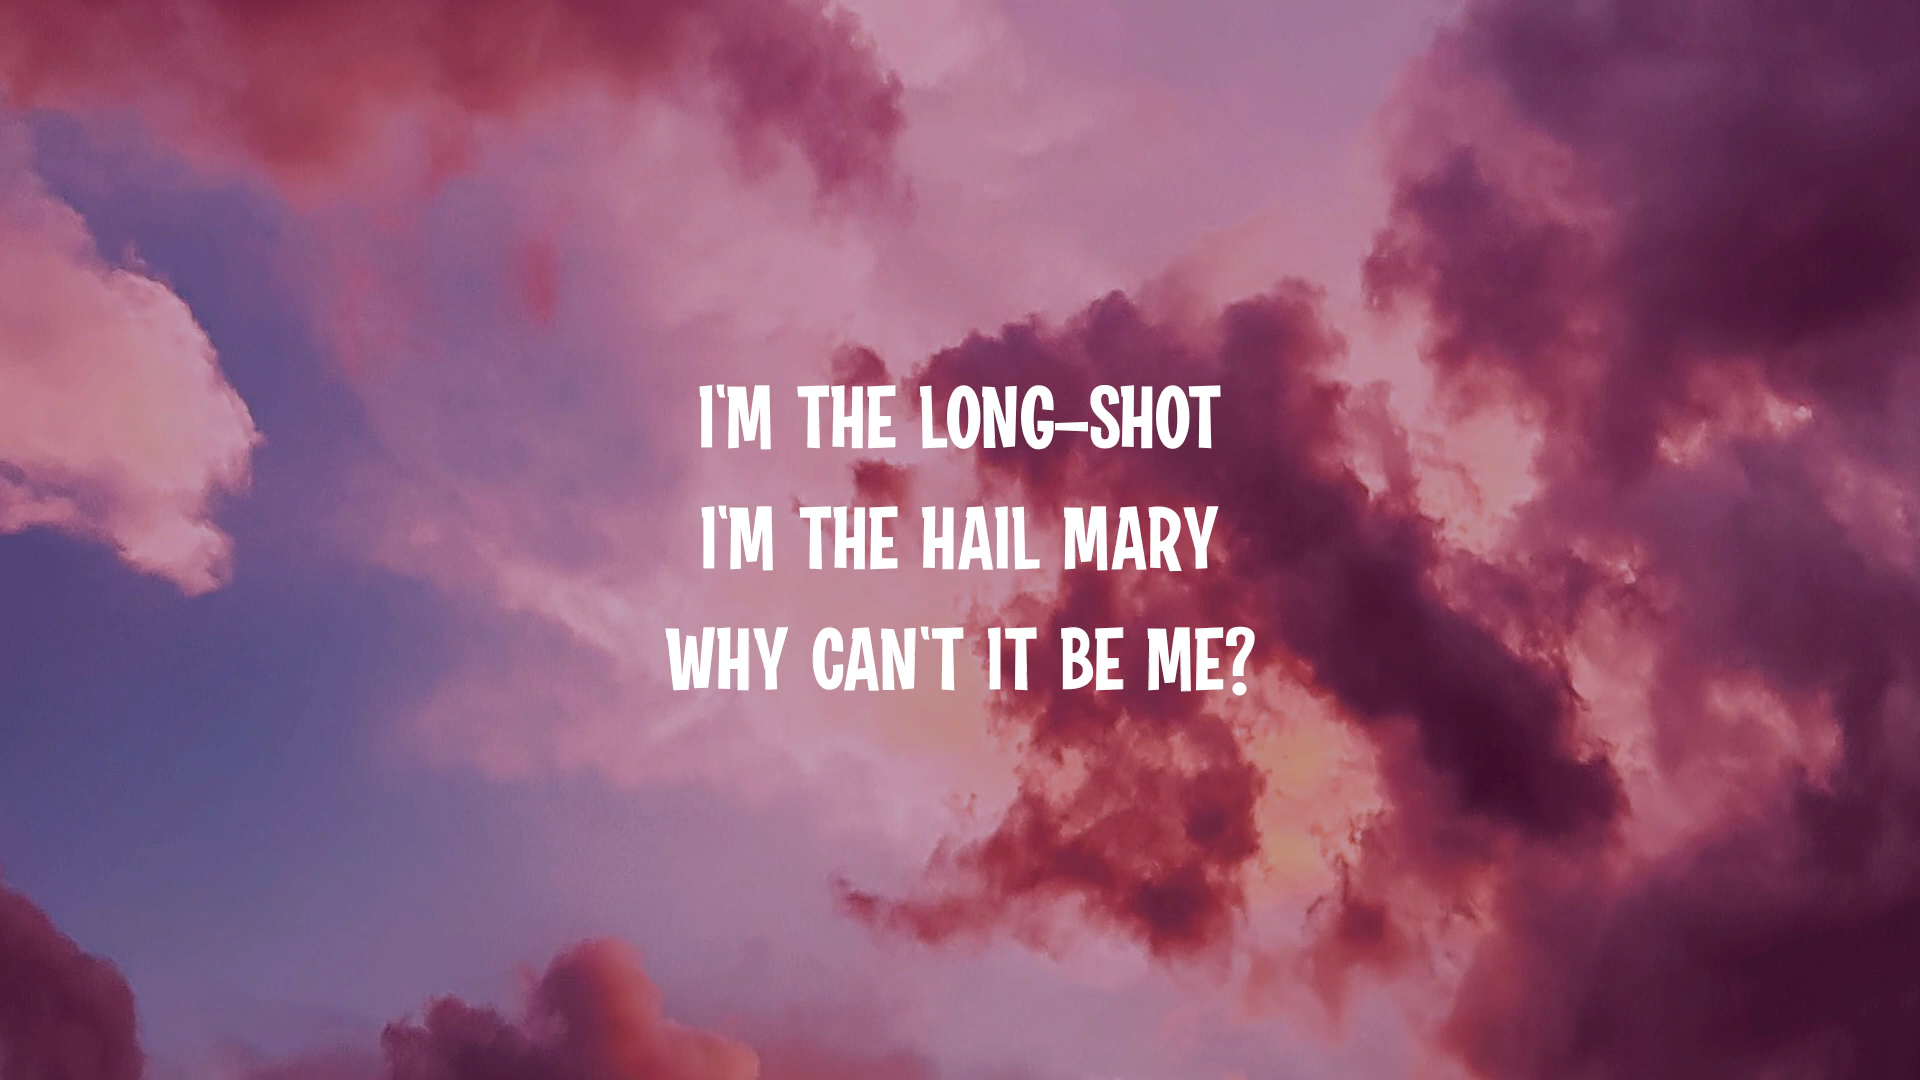 I'M THE LONG-SHOT
I'M THE HAIL MARY
WHY CAN'T IT BE ME?